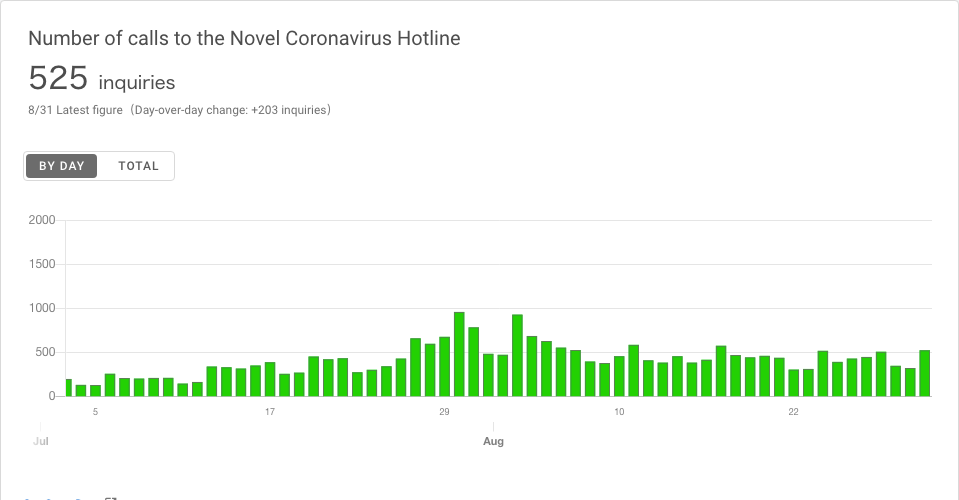 Number of calls to the Novel Coronavirus Hotline
525 inquiries
8/31 Latest figure（Day-over-day change: +203 inquiries）
BY DAY TOTAL
2000
1500
1000
500
0
5 17 29 10 22
Jul Aug